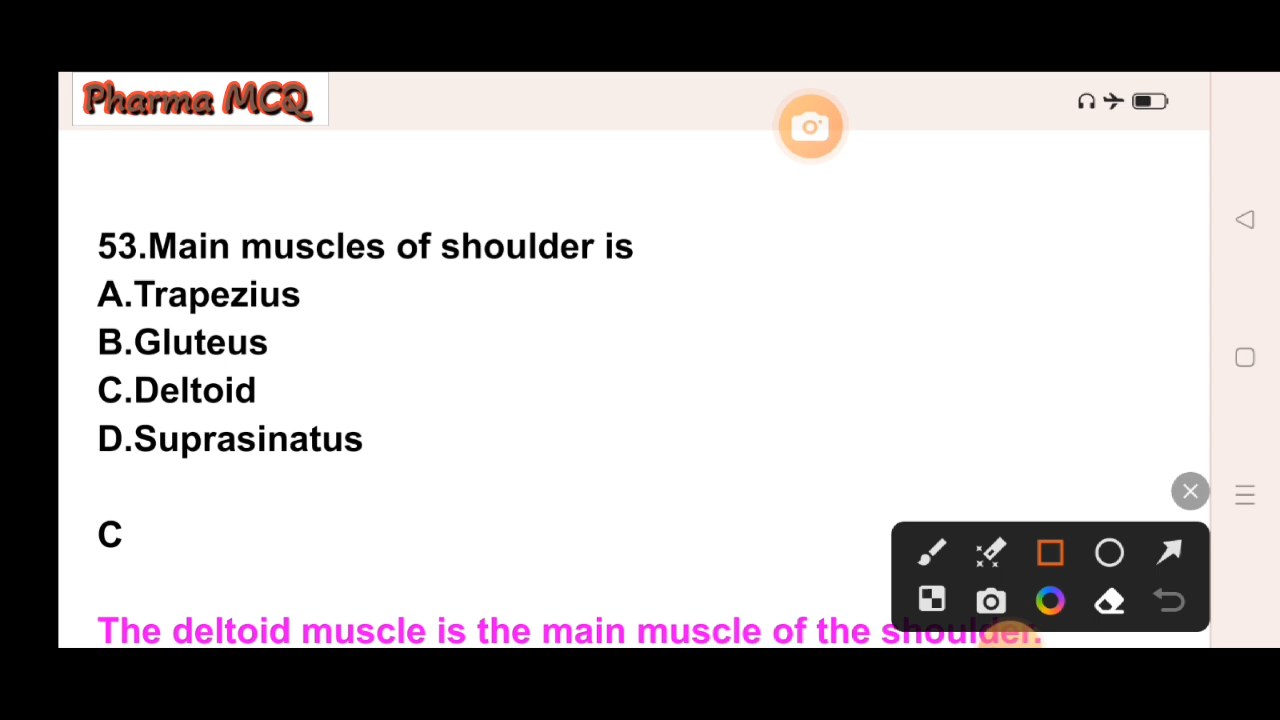 Pharma MCQ
53.Main muscles of shoulder is
A.Trapezius
B.Gluteus
C.Deltoid
D.Suprasinatus
C
The deltoid muscle is the main muscle of the shoulder.